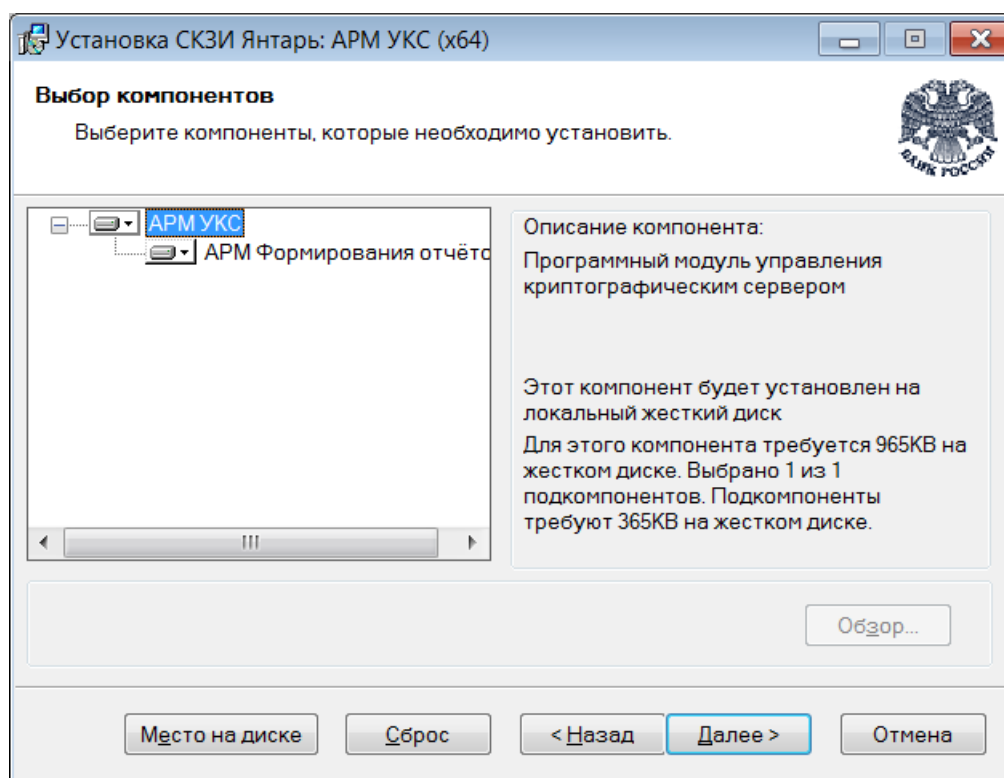 Установка СКЗИ Янтарь: АРМ УКС (x64)
Выбор компонентов
Выберите компоненты, которые необходимо установить.
БАНК РОССИИ
АРМ УКС
АРМ Формирования отчёто
Описание компонента:
Программный модуль управления
криптографическим сервером
Этот компонент будет установлен на
локальный жесткий диск
Для этого компонента требуется 965KB на
жестком диске. Выбрано 1 из 1
подкомпонентов. Подкомпоненты
требуют 365KB на жестком диске.
Обзор...
Место на диске
Сброс
< Назад
Далее >
Отмена